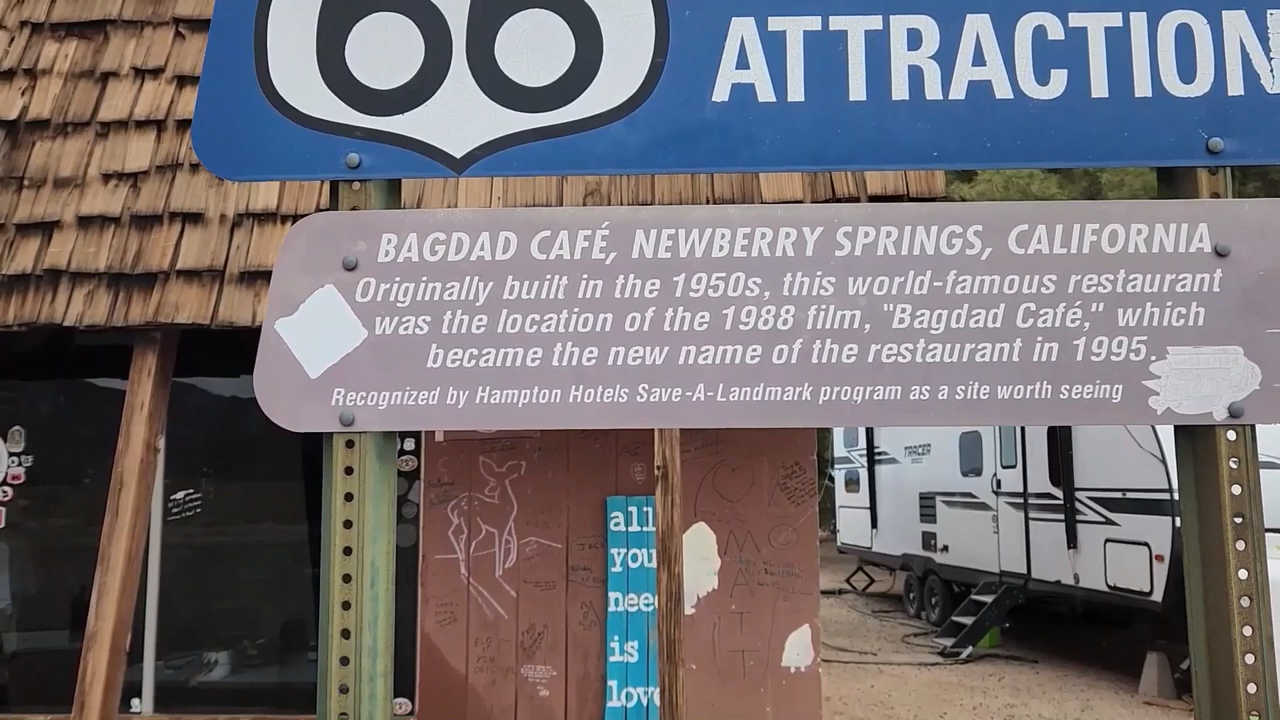 66
ATTRACTION
BAGDAD CAFÉ, NEWBERRY SPRINGS, CALIFORNIA
Originally built in the 1950s, this world-famous restaurant
was the location of the 1988 film, "Bagdad Café," which
became the new name of the restaurant in 1995.
Recognized by Hampton Hotels Save-A-Landmark program as a site worth seeing
TRACER
all
you
need
is
love
MATT